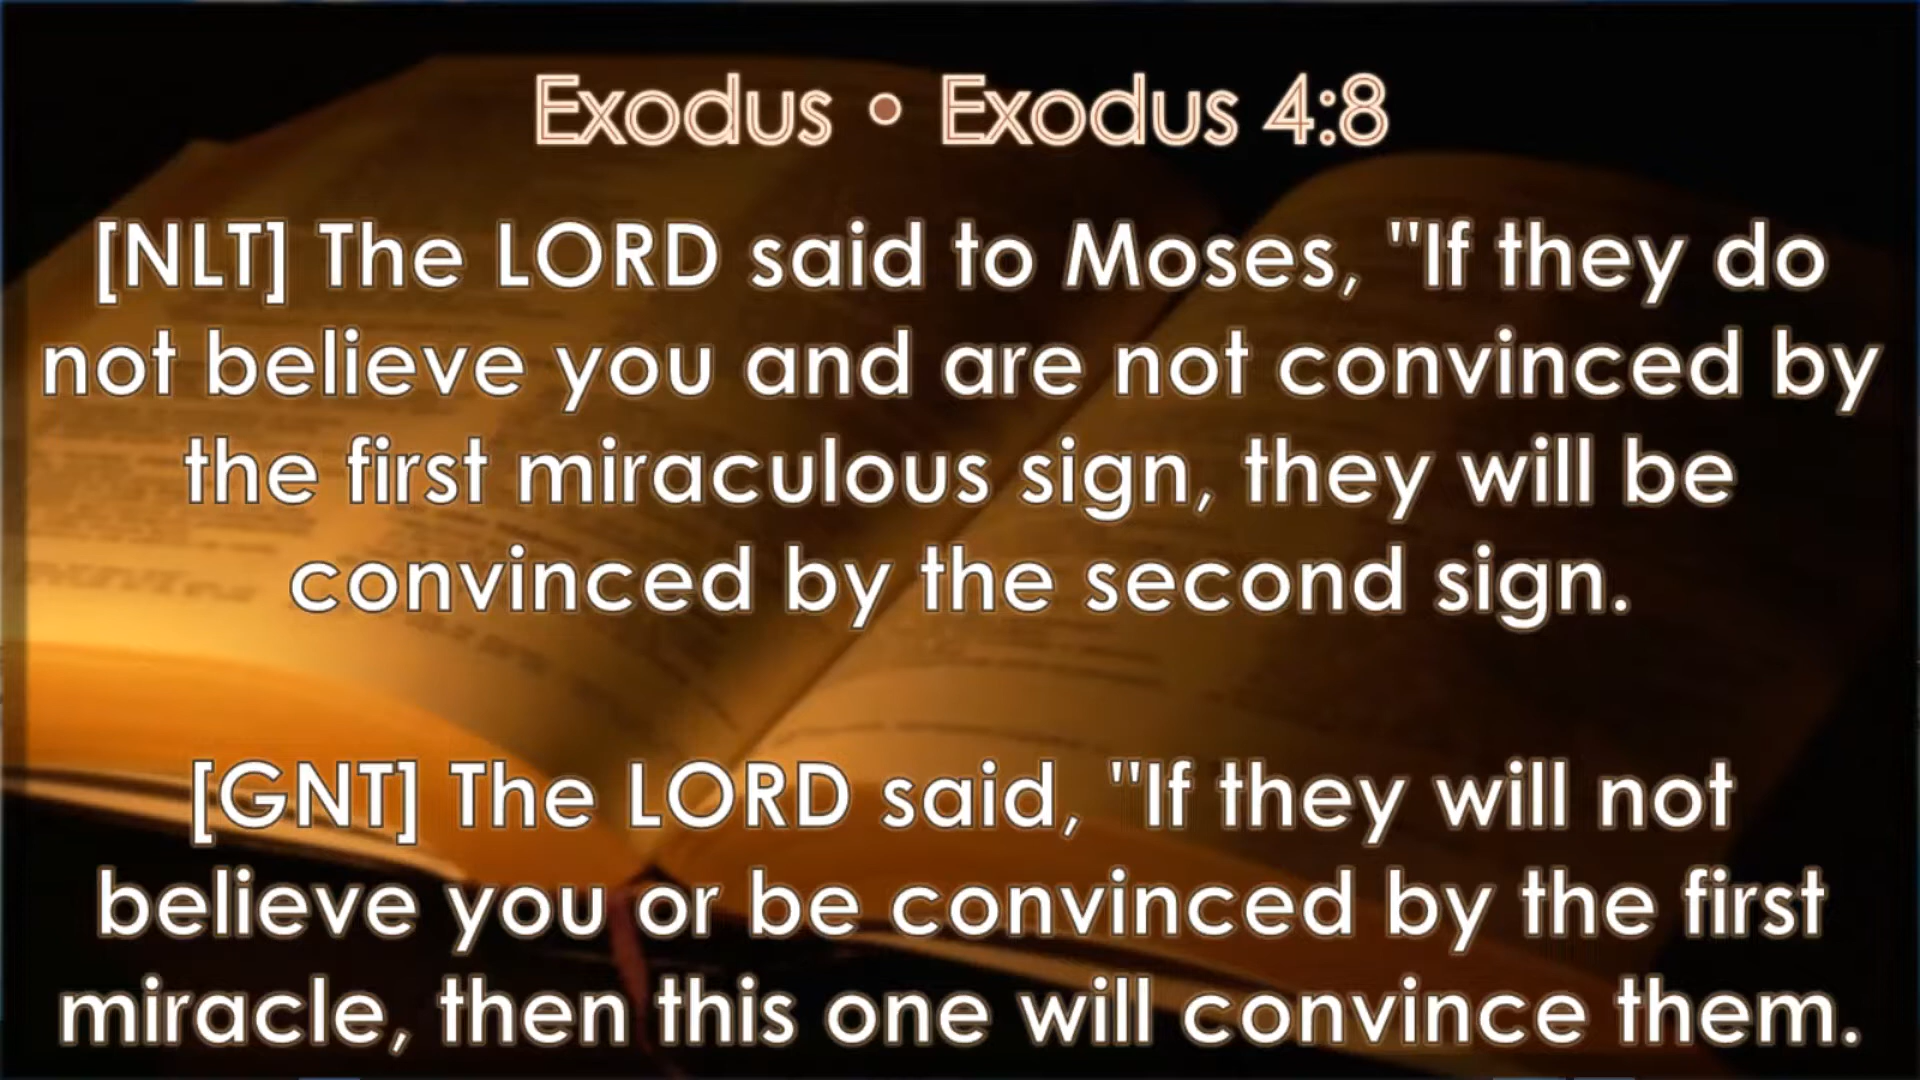 Exodus • Exodus 4:8
[NLT] The LORD said to Moses, "If they do
not believe you and are not convinced by
the first miraculous sign, they will be
convinced by the second sign.
[GNT] The LORD said, "If they will not
believe you or be convinced by the first
miracle, then this one will convince them.